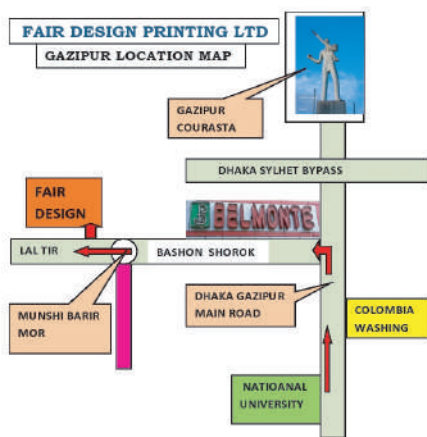 FAIR DESIGN PRINTING LTD
GAZIPUR LOCATION MAP
GAZIPUR
COURASTA
DHAKA SYLHET BYPASS
FAIR
DESIGN
BELMONTE
LAL TIR
BASHON SHOROK
MUNSHI BARIR
MOR
DHAKA GAZIPUR
MAIN ROAD
COLOMBIA
WASHING
NATIOANAL
UNIVERSITY